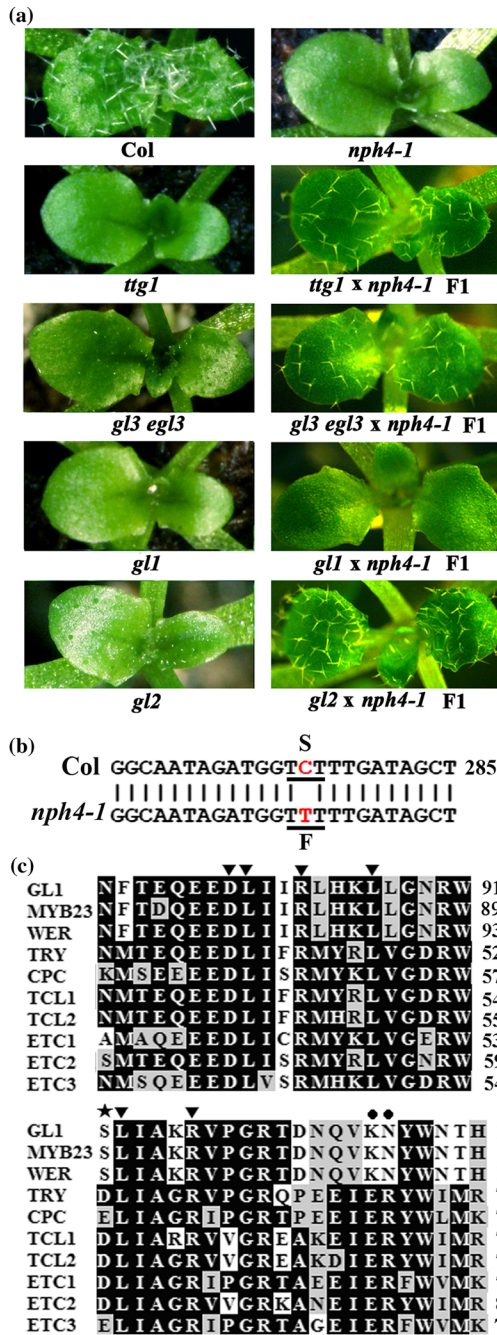 (a)
Col
nph4-1
ttg1
ttg1 x nph4-1 F1
gl3 egl3
gl3 egl3 x nph4-1 F1
gl1
gl1 x nph4-1 F1
gl2
gl2 x nph4-1 F1
(b)
S
Col GGCAATAGATGGTCTTTGATAGCT 285
nph4-1 GGCAATAGATGGTTTTTGATAGCT
F
(c)
GL1 NFTEQEEDLIIRLHKLLGNRW 91
MYB23 NFTDQEEDLIIRLHKLLGNRW 89
WER NFTEQEEDLIIRLHKLLGNRW 93
TRY NMTEQEEDLIFRMYRLVGDRW 52
CPC KMSEEEEDLISRMYKLVGDRW 57
TCL1 NMTEQEEDLIFRMYRLVGDRW 54
TCL2 NMTEQEEDLIFRMHRLVGDRW 55
ETC1 AMAQEEEDLICRMYKLVGERW 53
ETC2 SMTEQEEDLISRMYRLVGNRW 59
ETC3 NMSQEEEDLVSRMHKLVGDRW 54
GL1 SLIAKRVPGRTDNQVKNYWNTH
MYB23 SLIAKRVPGRTDNQVKNYWNTH
WER SLIAKRVPGRTDNQVKNYWNTH
TRY DLIAGRVPGRQPEEIERYWIMR
CPC ELIAGRIPGRTPEEIERYWLMK
TCL1 DLIARRVVGREAKEIERYWIMR
TCL2 DLIAGRVVGREAKDIERYWIMR
ETC1 DLIAGRIPGRTAEEIERFWVMK
ETC2 DLIAGRVVGRKANEIERYWIMR
ETC3 ELIAGRIPGRTAGEIERFWVMK